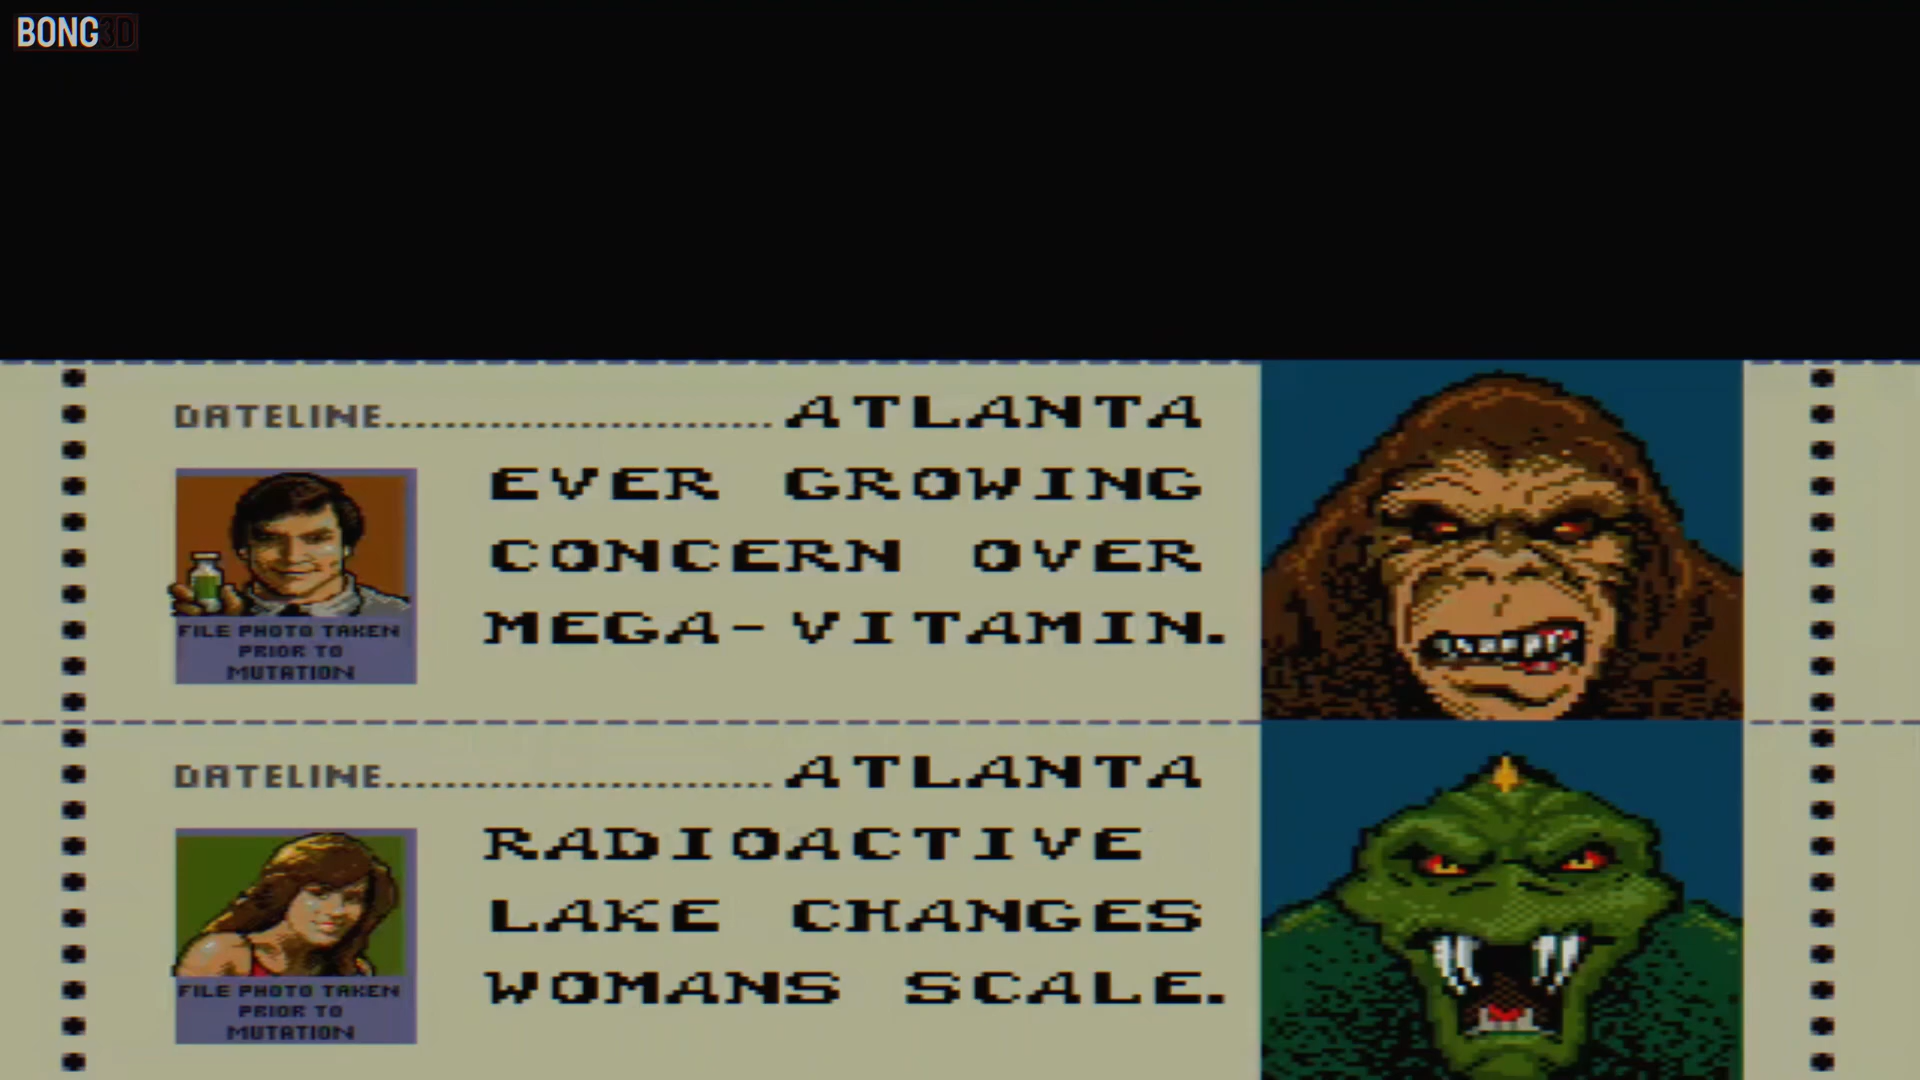 BONG3D
DATELINE..........................ATLANTA
EVER GROWING
CONCERN OVER
MEGA-VITAMIN.
FILE PHOTO TAKEN
PRIOR TO
MUTATION
DATELINE..........................ATLANTA
RADIOACTIVE
LAKE CHANGES
WOMANS SCALE.
FILE PHOTO TAKEN
PRIOR TO
MUTATION